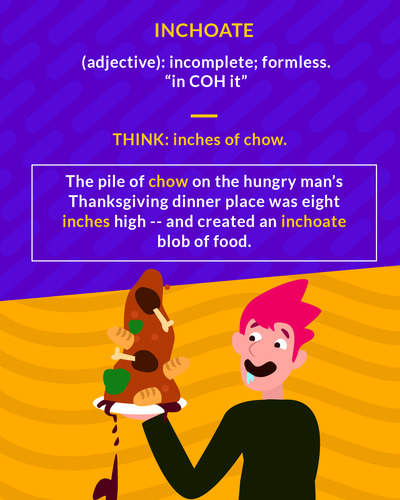 INCHOATE
(adjective): incomplete; formless.
“in COH it”
THINK: inches of chow.
The pile of chow on the hungry man’s
Thanksgiving dinner place was eight
inches high -- and created an inchoate
blob of food.